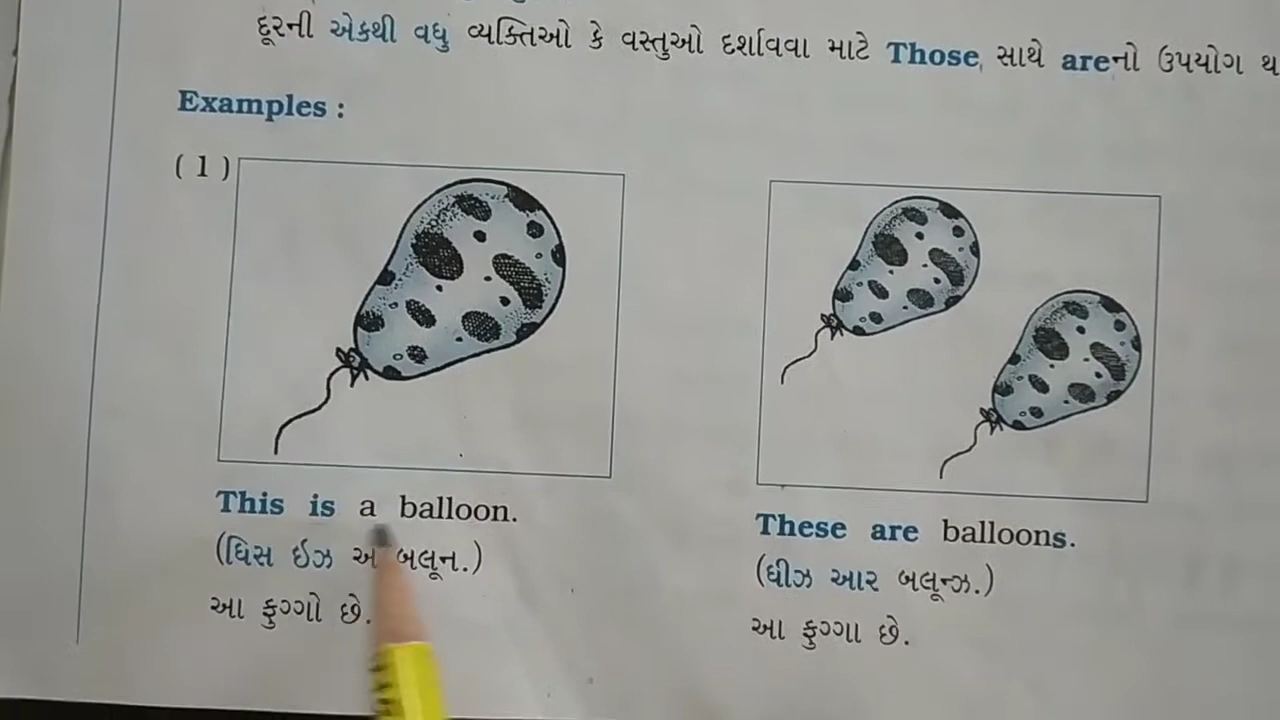 દૂરની એકથી વધુ વ્યક્તિઓ કે વસ્તુઓ દર્શાવવા માટે Those સાથે areનો ઉપયોગ
Examples :
( 1 )
This is a balloon.
(ધિસ ઈઝ અ બલૂન.)
આ ફુગ્ગો છે.
These are balloons.
(ધીઝ આર બલૂન્ઝ.)
આ ફુગ્ગા છે.